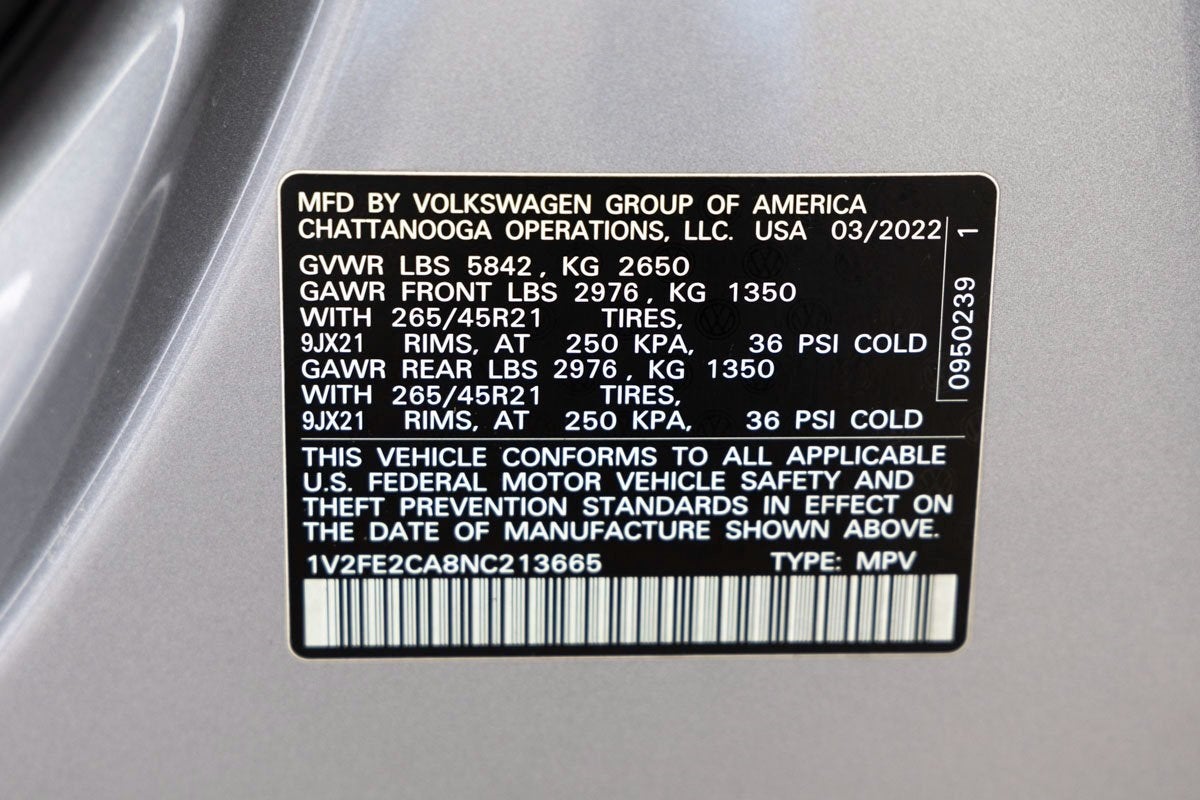 MFD BY VOLKSWAGEN GROUP OF AMERICA
CHATTANOOGA OPERATIONS, LLC. USA 03/2022
GVWR LBS 5842, KG 2650
GAWR FRONT LBS 2976, KG 1350
WITH 265/45R21 TIRES,
9JX21 RIMS, AT 250 KPA, 36 PSI COLD
GAWR REAR LBS 2976, KG 1350
WITH 265/45R21 TIRES,
9JX21 RIMS, AT 250 KPA, 36 PSI COLD
0950239 1
THIS VEHICLE CONFORMS TO ALL APPLICABLE
U.S. FEDERAL MOTOR VEHICLE SAFETY AND
THEFT PREVENTION STANDARDS IN EFFECT ON
THE DATE OF MANUFACTURE SHOWN ABOVE.
1V2FE2CA8NC213665 TYPE: MPV